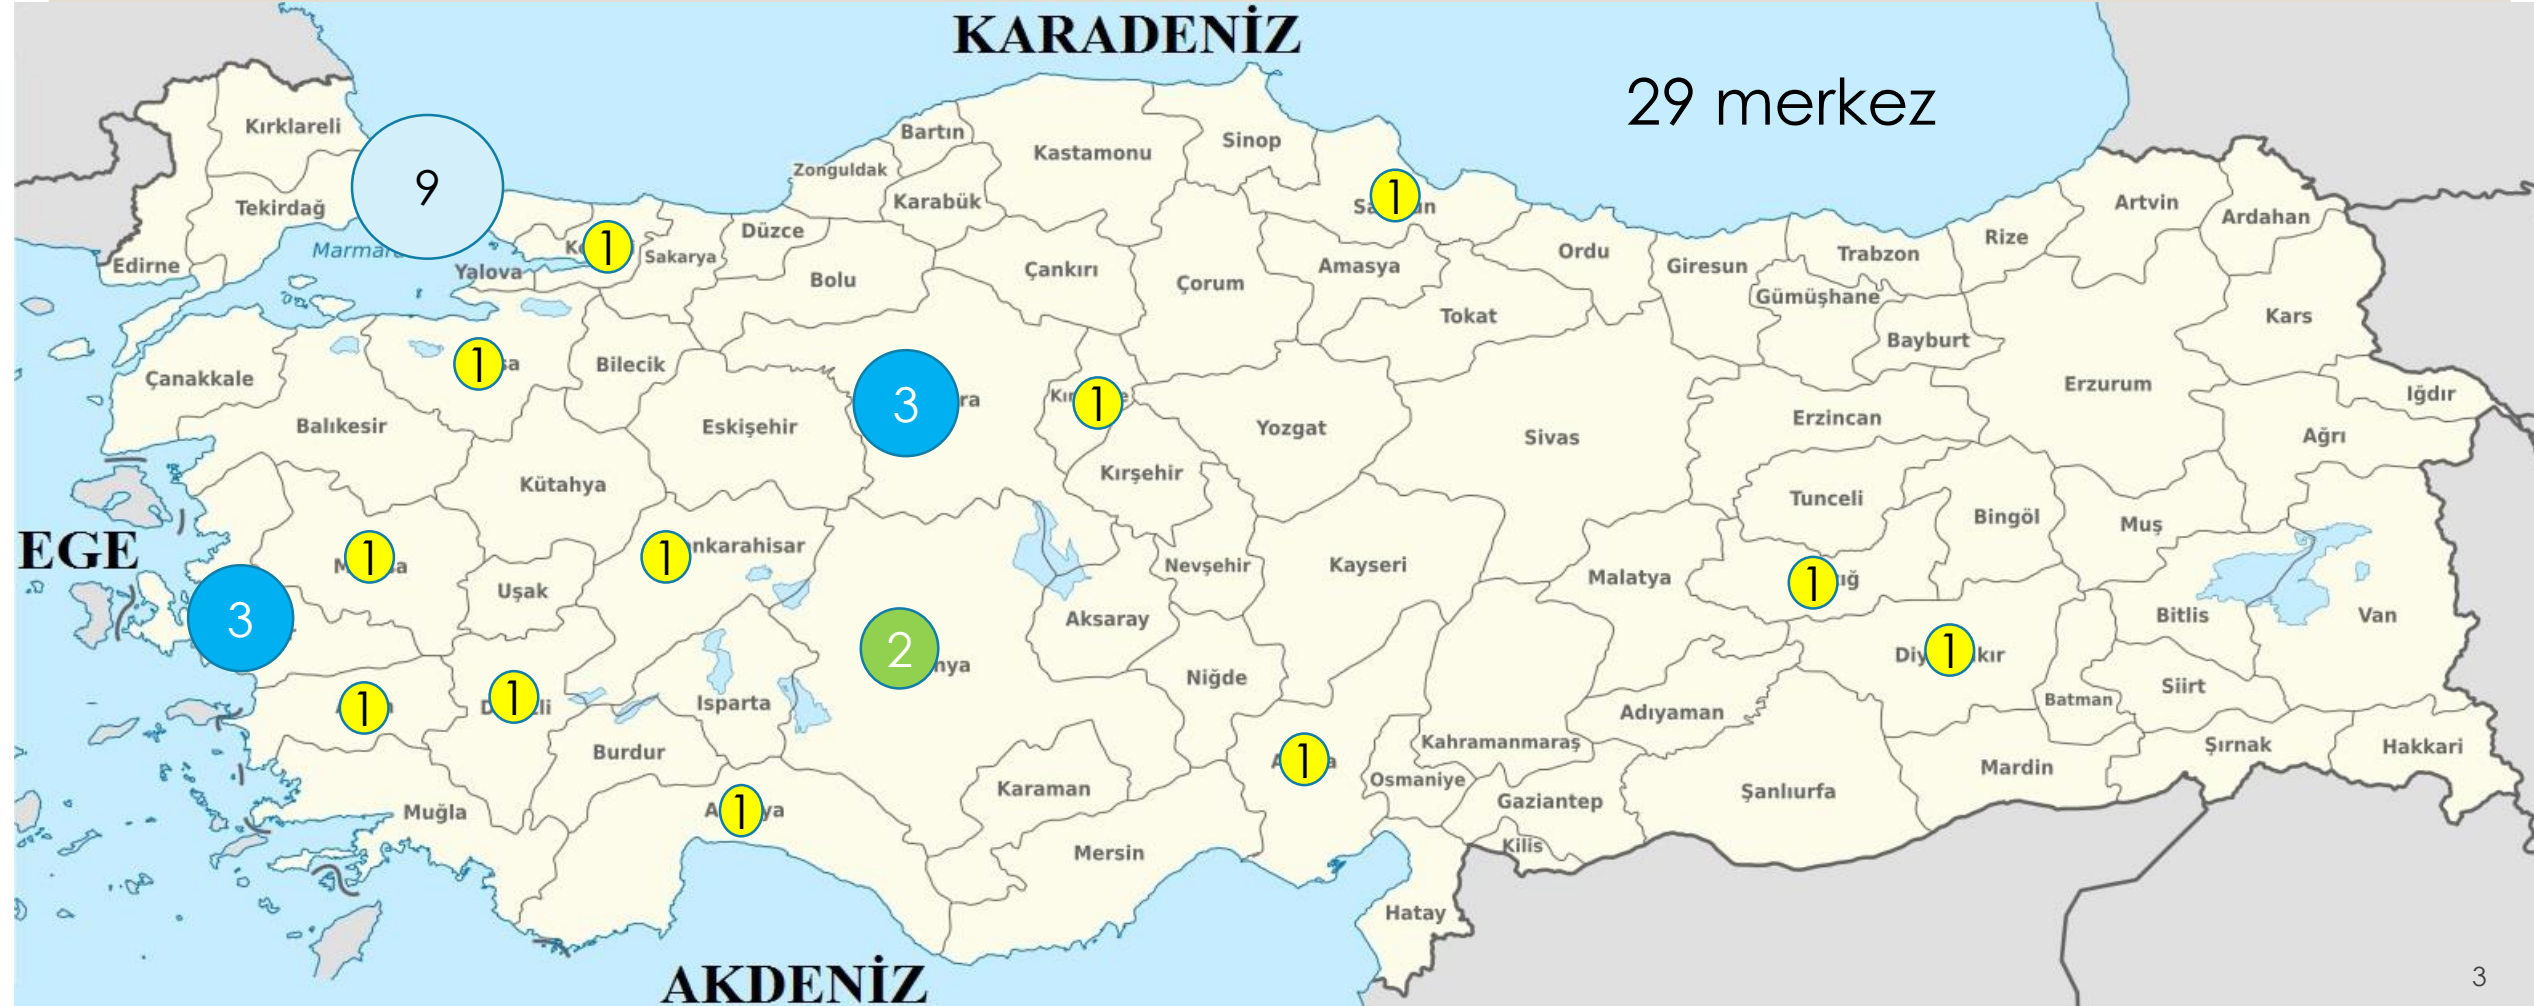 KARADENİZ
29 merkez
Kırklareli
Bartın
Sinop
Kastamonu
Zonguldak
9
1
Karabük
Artvin
Tekirdağ
Ardahan
Düzce
Rize
1
Ordu
Trabzon
Marmar
Sakarya
Edirne
Yalova
Bolu
Çankırı
Çorum
Amasya
Giresun
Gümüşhane
Tokat
Kars
Bayburt
1
Bilecik
Çanakkale
Erzurum
Iğdır
3
1
Balıkesir
Eskişehir
Yozgat
Erzincan
Sivas
Ağrı
Kırşehir
Kütahya
Tunceli
Bingöl
Muş
EGE
1
1
nkarahisar
Nevşehir
Kayseri
Malatya
1
Uşak
3
Aksaray
Bitlis
Van
2
1
Niğde
Siirt
1
1
Isparta
Batman
Adıyaman
Burdur
Kahramanmaraş
Şırnak
Hakkari
1
Mardin
Osmaniye
Karaman
Şanlıurfa
Gaziantep
Muğla
1
Kilis
Mersin
Hatay
AKDENİZ
3